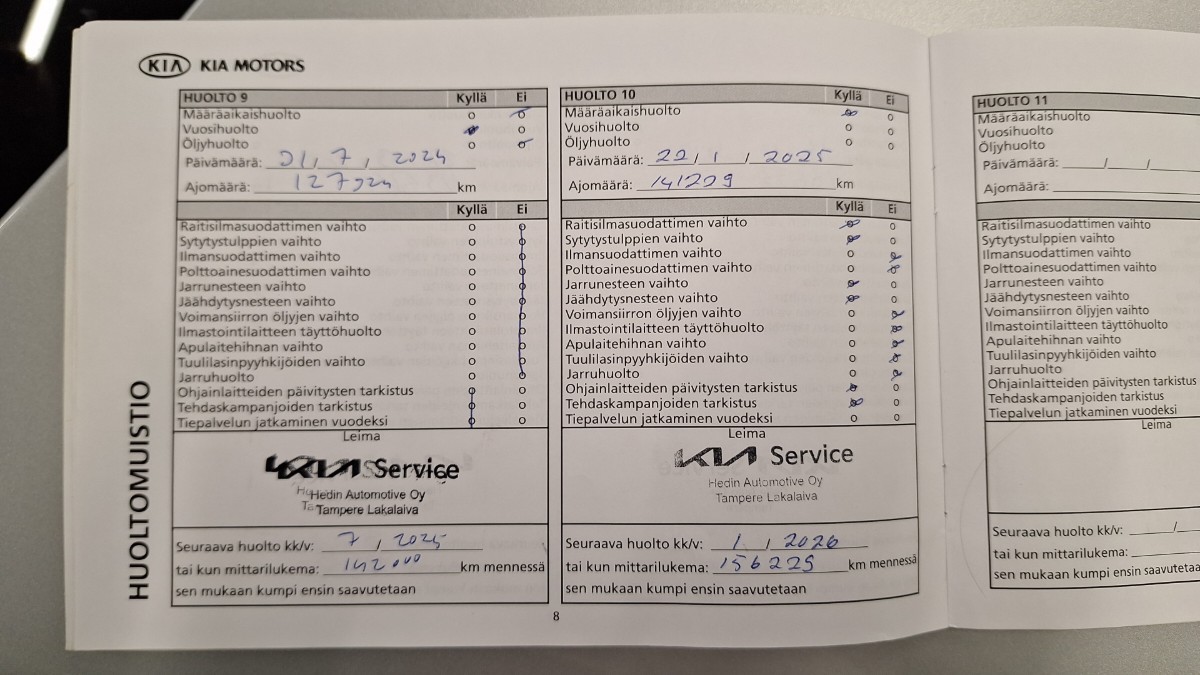 KIA KIA MOTORS
HUOLTOMUISTIO
HUOLTO 9 Kyllä Ei
Määräaikaishuolto
Vuosihuolto
Öljyhuolto
Päivämäärä: 31, 7, 2024
Ajomäärä: km
Kyllä Ei
Raitisilmasuodattimen vaihto
Sytytystulppien vaihto
Ilmansuodattimen vaihto
Polttoainesuodattimen vaihto
Jarrunesteen vaihto
Jäähdytysnesteen vaihto
Voimansiirron öljyjen vaihto
Ilmastointilaitteen täyttöhuolto
Apulaitehihnan vaihto
Tuulilasinpyyhkijöiden vaihto
Jarruhuolto
Ohjainlaitteiden päivitysten tarkistus
Tehdaskampanjoiden tarkistus
Tiepalvelun jatkaminen vuodeksi
Leima
KIA Service
Hedin Automotive Oy
Tampere Lakalaiva
Seuraava huolto kk/v: 7 / 2025
tai kun mittarilukema: 142000 km mennessä
sen mukaan kumpi ensin saavutetaan
HUOLTO 10 Kyllä Ei
Määräaikaishuolto
Vuosihuolto
Öljyhuolto
Päivämäärä: 22 / 1 / 2025
Ajomäärä: 141229 km
Kyllä Ei
Raitisilmasuodattimen vaihto
Sytytystulppien vaihto
Ilmansuodattimen vaihto
Polttoainesuodattimen vaihto
Jarrunesteen vaihto
Jäähdytysnesteen vaihto
Voimansiirron öljyjen vaihto
Ilmastointilaitteen täyttöhuolto
Apulaitehihnan vaihto
Tuulilasinpyyhkijöiden vaihto
Jarruhuolto
Ohjainlaitteiden päivitysten tarkistus
Tehdaskampanjoiden tarkistus
Tiepalvelun jatkaminen vuodeksi
Leima
KIA Service
Hedin Automotive Oy
Tampere Lakalaiva
Seuraava huolto kk/v: 1 / 2026
tai kun mittarilukema: 156229 km mennessä
sen mukaan kumpi ensin saavutetaan
8
HUOLTO 11
Määräaikaishuolto
Vuosihuolto
Öljyhuolto
Päivämäärä: / /
Ajomäärä:
Raitisilmasuodattimen vaihto
Sytytystulppien vaihto
Ilmansuodattimen vaihto
Polttoainesuodattimen vaihto
Jarrunesteen vaihto
Jäähdytysnesteen vaihto
Voimansiirron öljyjen vaihto
Ilmastointilaitteen täyttöhuolto
Apulaitehihnan vaihto
Tuulilasinpyyhkijöiden vaihto
Jarruhuolto
Ohjainlaitteiden päivitysten tarkistus
Tehdaskampanjoiden tarkistus
Tiepalvelun jatkaminen vuodeksi
Leima
Seuraava huolto kk/v: /
tai kun mittarilukema:
sen mukaan kumpi ensin saavuteta